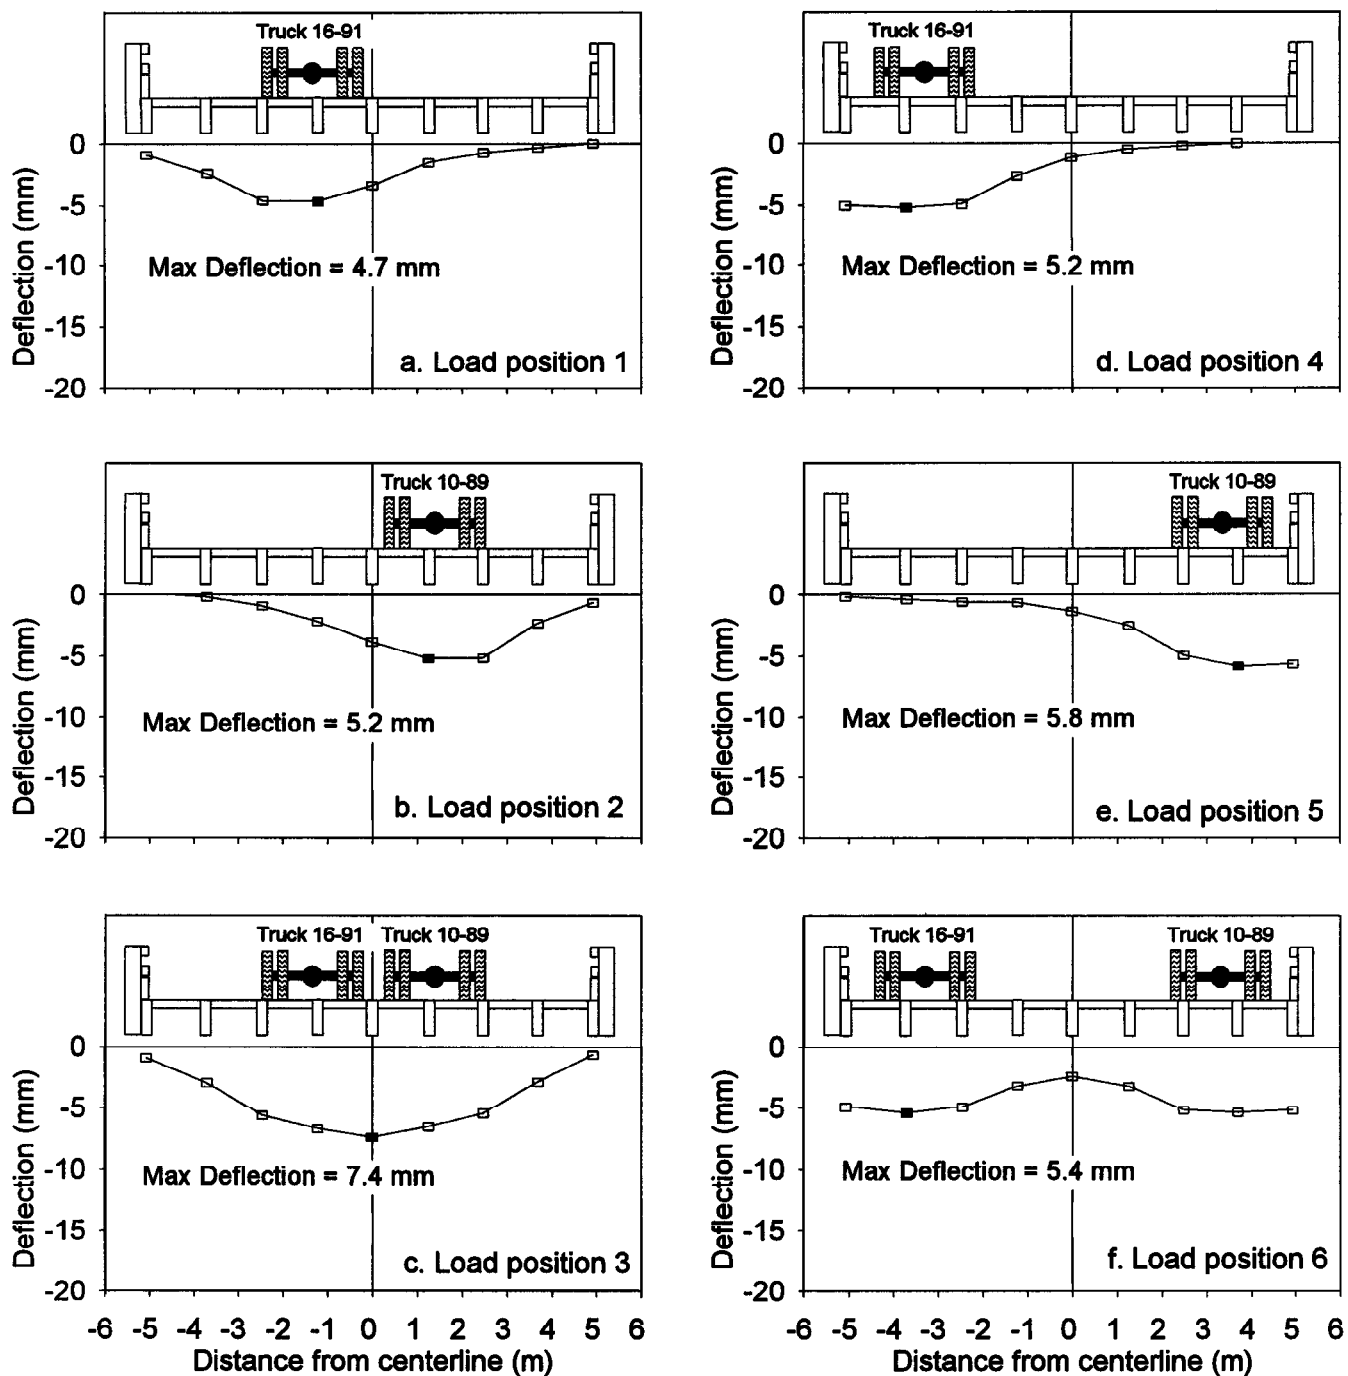 Truck 16-91
0
-5
-10
-15
-20
Deflection (mm)
Max Deflection = 4.7 mm
a. Load position 1
Truck 16-91
0
-5
-10
-15
-20
Deflection (mm)
Max Deflection = 5.2 mm
d. Load position 4
Truck 10-89
0
-5
-10
-15
-20
Deflection (mm)
Max Deflection = 5.2 mm
b. Load position 2
Truck 10-89
0
-5
-10
-15
-20
Deflection (mm)
Max Deflection = 5.8 mm
e. Load position 5
Truck 16-91 Truck 10-89
0
-5
-10
-15
-20
Deflection (mm)
Max Deflection = 7.4 mm
c. Load position 3
-6 -5 -4 -3 -2 -1 0 1 2 3 4 5 6
Distance from centerline (m)
Truck 16-91 Truck 10-89
0
-5
-10
-15
-20
Deflection (mm)
Max Deflection = 5.4 mm
f. Load position 6
-6 -5 -4 -3 -2 -1 0 1 2 3 4 5 6
Distance from centerline (m)